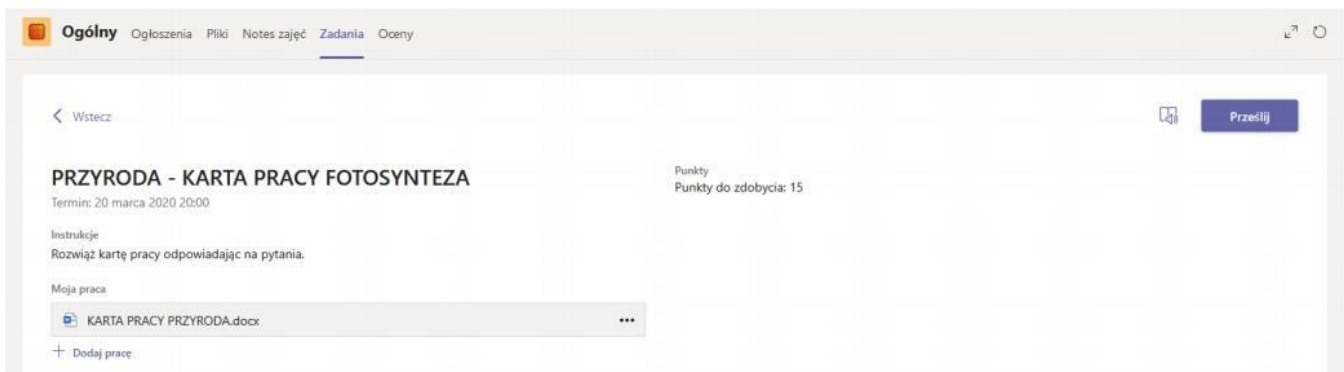 Ogólny Ogłoszenia Pliki Notes zajęć Zadania Oceny
Wstecz
Prześlij
PRZYRODA - KARTA PRACY FOTOSYNTEZA
Termin: 20 marca 2020 20:00
Punkty
Punkty do zdobycia: 15
Instrukcje
Rozwiąż kartę pracy odpowiadając na pytania.
Moja praca
KARTA PRACY PRZYRODA.docx
Dodaj pracę